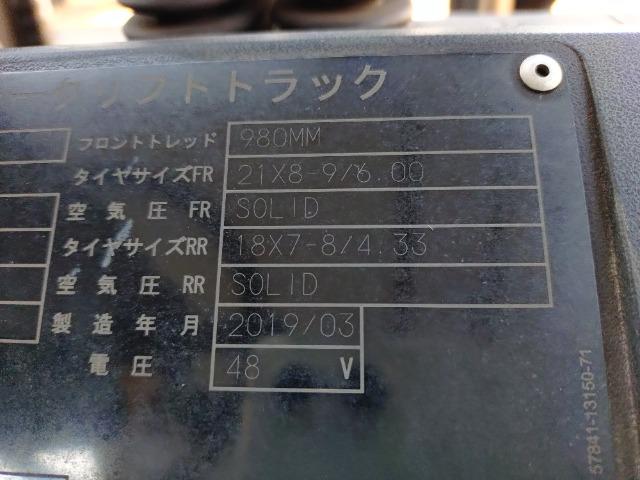 ークリフトトラック
フロントトレッド 980MM
タイヤサイズFR 21X8-9/6.00
空気圧 FR SOLID
タイヤサイズRR 18X7-8/4.33
空気圧 RR SOLID
製造年月 2019/03
電圧 48 V
57841-13150-71